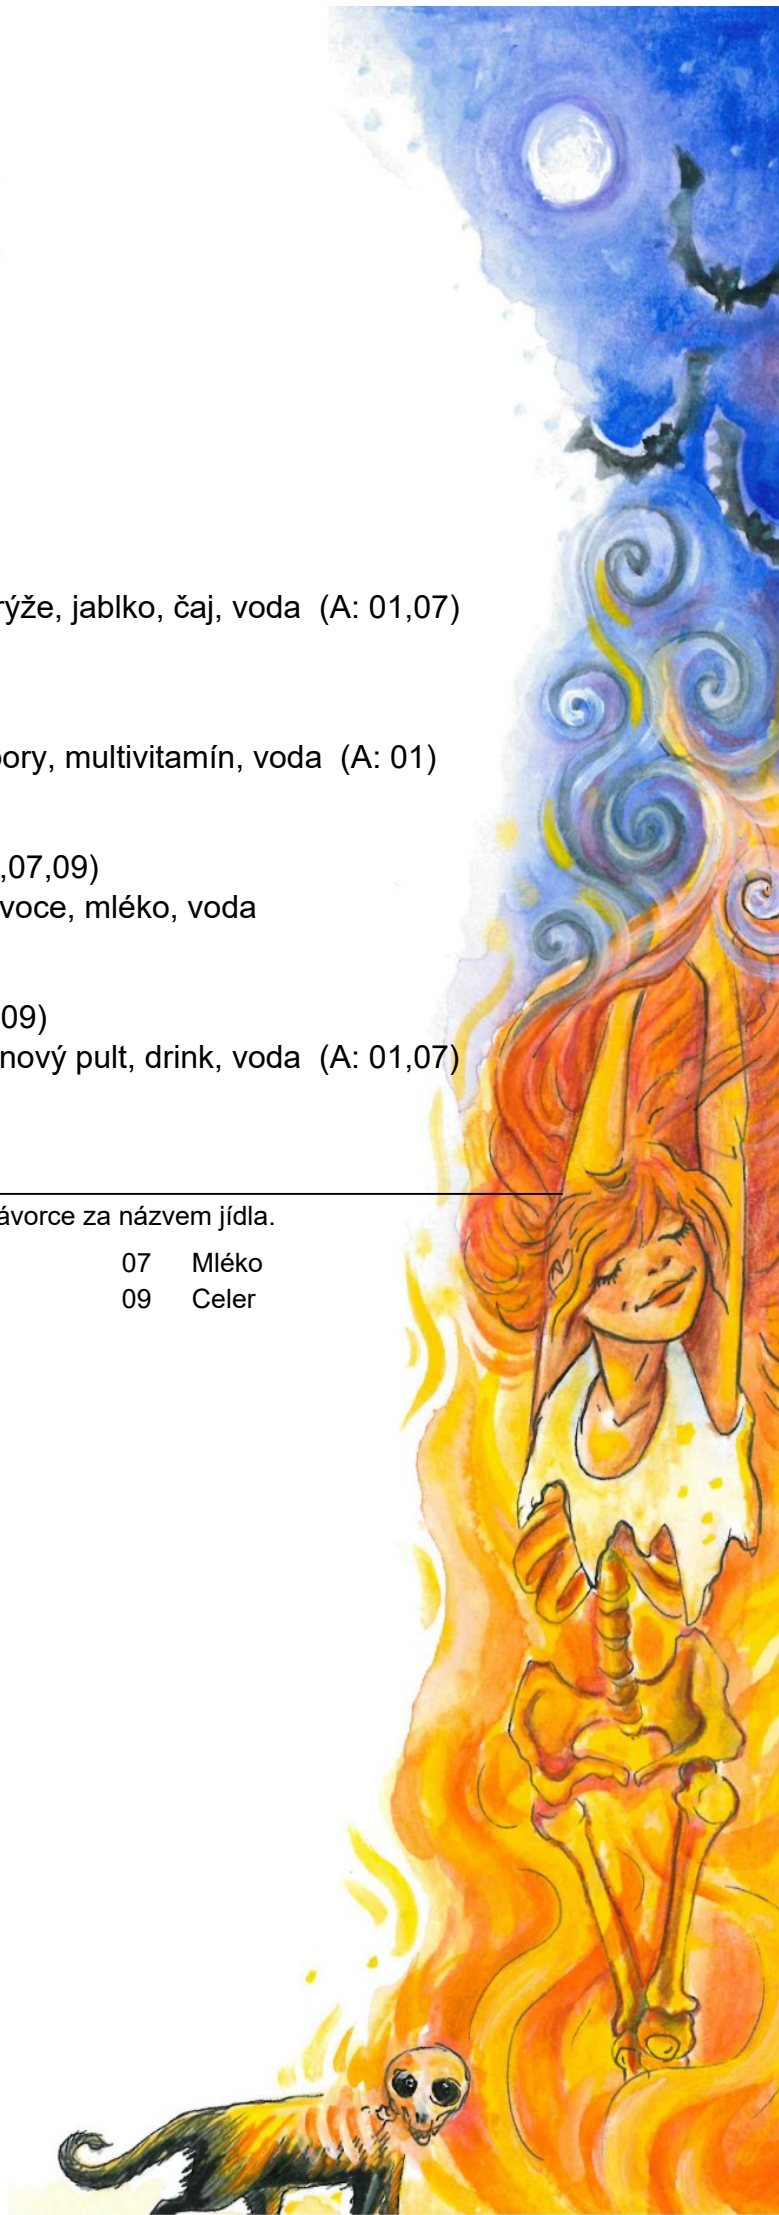 rýže, jablko, čaj, voda (A: 01,07)
pory, multivitamín, voda (A: 01)
,07,09)
voce, mléko, voda
09)
nový pult, drink, voda (A: 01,07)
ávorce za názvem jídla.
07 Mléko
09 Celer